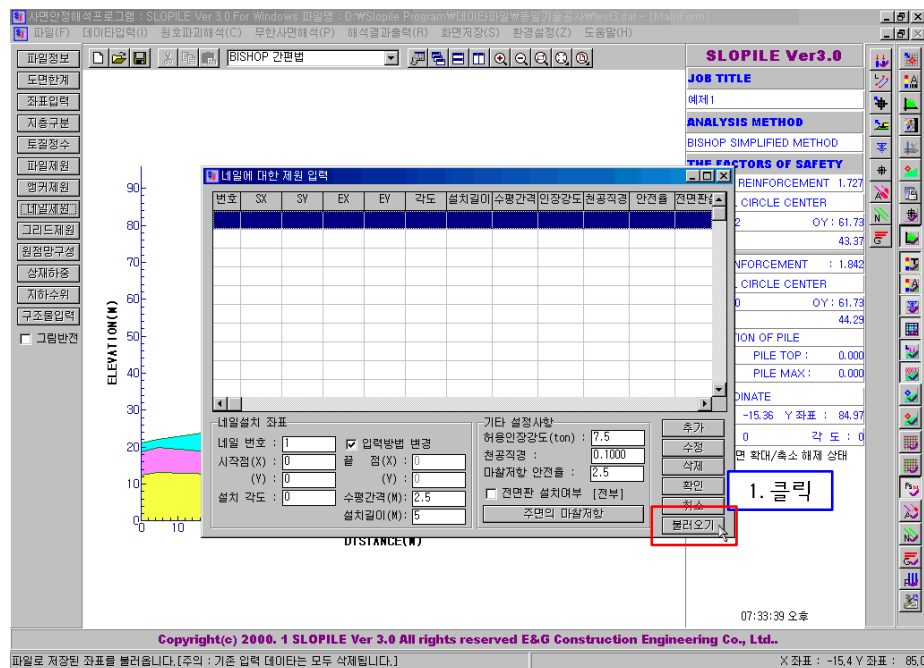 사면안정해석프로그램 : SLOPILE Ver 3.0 For Windows 파일명 : D:₩Slopile Program₩데이타파일₩동일기술공사₩test3.dat - [MainForm]
파일(F) 데이타입력(I) 원호파괴해석(C) 무한사면해석(P) 해석결과출력(R) 화면저장(S) 환경설정(Z) 도움말(H)
파일정보
도면한계
좌표입력
지층구분
토질정수
파일제원
앵커제원
네일제원
그리드제원
원점망구성
상재하중
지하수위
구조물입력
그림반전
BISHOP 간편법
ELEVATION(M)
90
80
70
60
50
40
30
20
10
0
0 10
DISTANCE(M)
네일에 대한 제원 입력
번호 SX SY EX EY 각도 설치길이 수평간격 인장강도 천공직경 안전율 전면판
네일설치 좌표
네일 번호 : 1 입력방법 변경
시작점(X) : 0 끝 점(X) : 0
(Y) : 0 (Y) : 0
설치 각도 : 0 수평간격(M): 2.5
설치길이(M): 5
기타 설정사항
허용인장강도(ton) : 7.5
천공직경 : 0.1000
마찰저항 안전율 : 2.5
전면판 설치여부 [전부]
주면의 마찰저항
추가
수정
삭제
확인
취소
불러오기
1. 클릭
SLOPILE Ver3.0
JOB TITLE
예제1
ANALYSIS METHOD
BISHOP SIMPLIFIED METHOD
THE FACTORS OF SAFETY
REINFORCEMENT 1.727
CIRCLE CENTER
2 OY : 61.73
43.37
NFORCEMENT : 1.842
CIRCLE CENTER
0 OY : 61.73
44.29
ION OF PILE
PILE TOP : 0.000
PILE MAX : 0.000
DINATE
-15.36 Y 좌표 : 84.97
0 각 도 : 0
면 확대/축소 해제 상태
07:33:39 오후
Copyright(c) 2000. 1 SLOPILE Ver 3.0 All rights reserved E&G Construction Engineering Co., Ltd..
파일로 저장된 좌표를 불러옵니다.[주의 : 기존 입력 데이타는 모두 삭제됩니다.]
X 좌표 : -15,4 Y 좌표 : 85,0